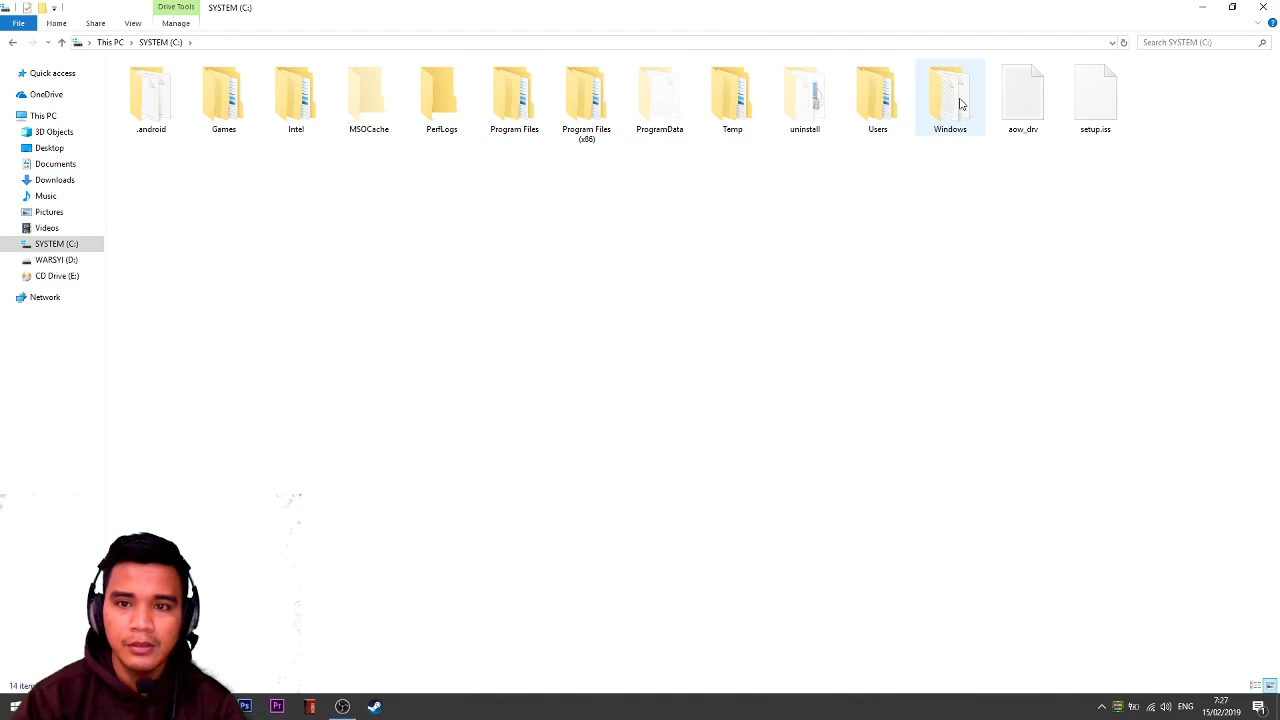 Drive Tools
SYSTEM (C:)
File
Home
Share
View
Manage
This PC
SYSTEM (C:)
Search SYSTEM (C:)
Quick access
OneDrive
This PC
3D Objects
Desktop
Documents
Downloads
Music
Pictures
Videos
SYSTEM (C:)
WARSYI (D:)
CD Drive (E:)
Network
.android
Games
Intel
MSOCache
PerfLogs
Program Files
Program Files
(x86)
ProgramData
Temp
uninstall
Users
Windows
aow_drv
setup.iss
Ps
Pr
ENG
7:27
15/02/2019